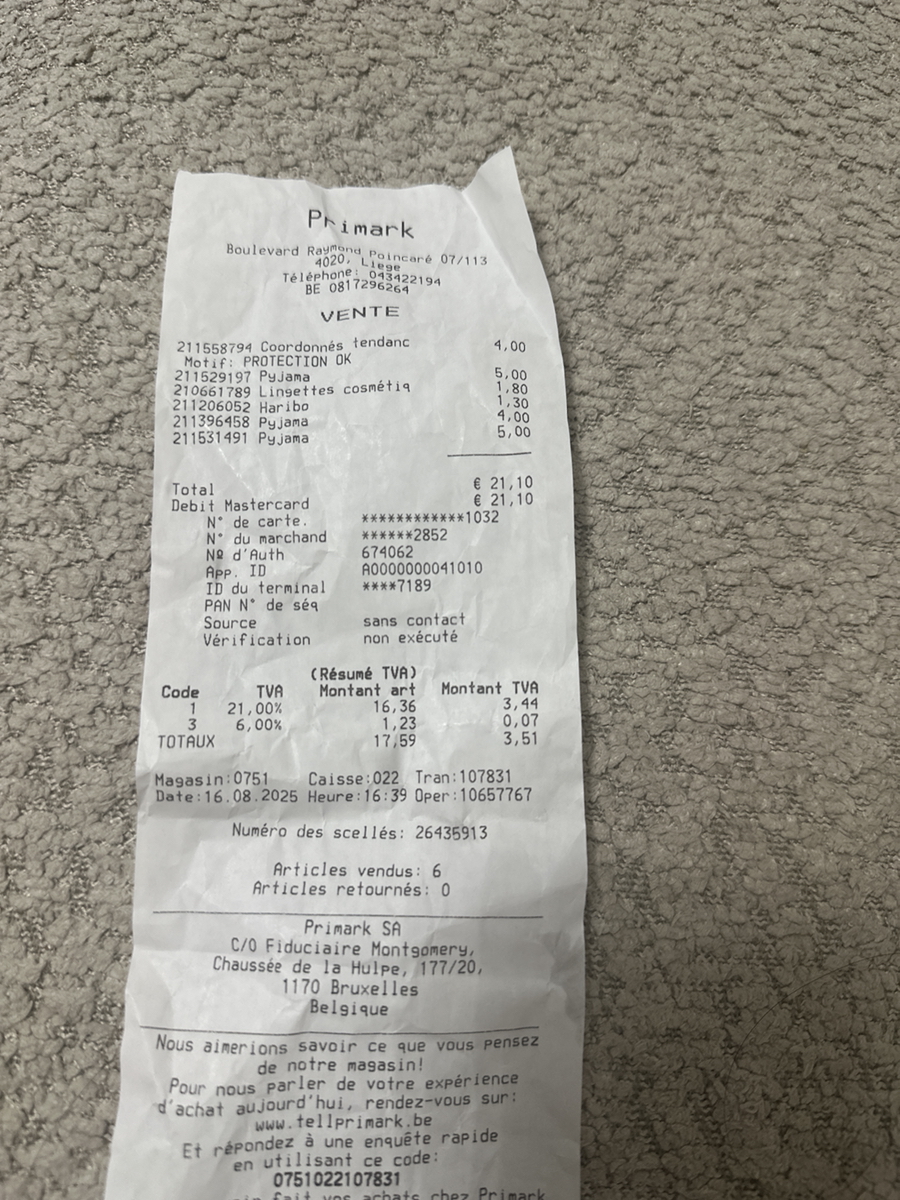 Primark
Boulevard Raymond Poincaré 07/113
4020, Liege
Téléphone: 043422194
BE 0817296264
VENTE
211558794 Coordonnés tendanc 4,00
Motif: PROTECTION OK
211529197 Pyjama 5,00
210661789 Lingettes cosmétiq 1,80
211206052 Haribo 1,30
211396458 Pyjama 4,00
211531491 Pyjama 5,00
Total € 21,10
Debit Mastercard € 21,10
N° de carte. ************1032
N° du marchand ******2852
Nº d'Auth 674062
App. ID A0000000041010
ID du terminal ****7189
PAN N° de séq
Source sans contact
Vérification non exécuté
(Résumé TVA)
Code TVA Montant art Montant TVA
1 21,00% 16,36 3,44
3 6,00% 1,23 0,07
TOTAUX 17,59 3,51
Magasin:0751 Caisse:022 Tran:107831
Date:16.08.2025 Heure:16:39 Oper:10657767
Numéro des scellés: 26435913
Articles vendus: 6
Articles retournés: 0
Primark SA
C/O Fiduciaire Montgomery,
Chaussée de la Hulpe, 177/20,
1170 Bruxelles
Belgique
Nous aimerions savoir ce que vous pensez
de notre magasin!
Pour nous parler de votre expérience
d'achat aujourd'hui, rendez-vous sur:
www.tellprimark.be
Et répondez à une enquête rapide
en utilisant ce code:
0751022107831
fait vos achats chez Primark